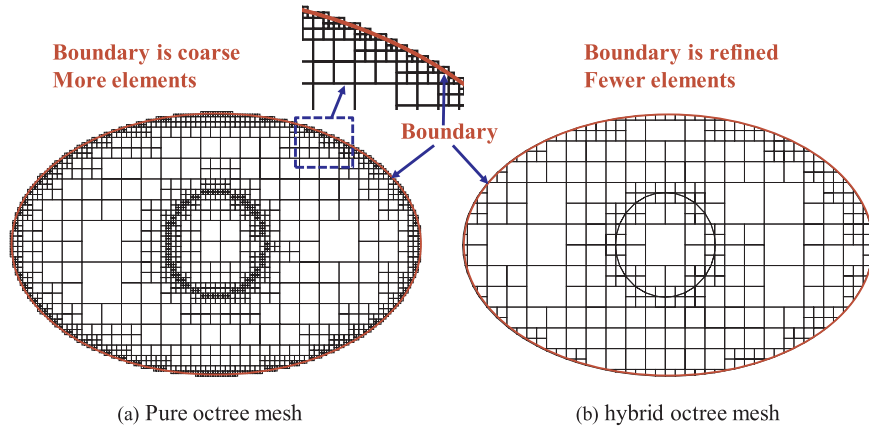 Boundary is coarse
More elements
Boundary is refined
Fewer elements
Boundary
(a) Pure octree mesh
(b) hybrid octree mesh